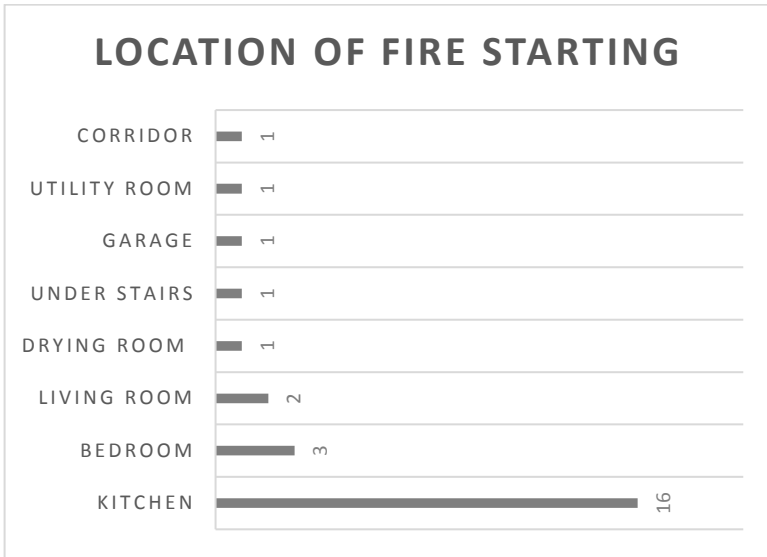 LOCATION OF FIRE STARTING
CORRIDOR 1
UTILITY ROOM 1
GARAGE 1
UNDER STAIRS 1
DRYING ROOM 1
LIVING ROOM 2
BEDROOM 3
KITCHEN 16